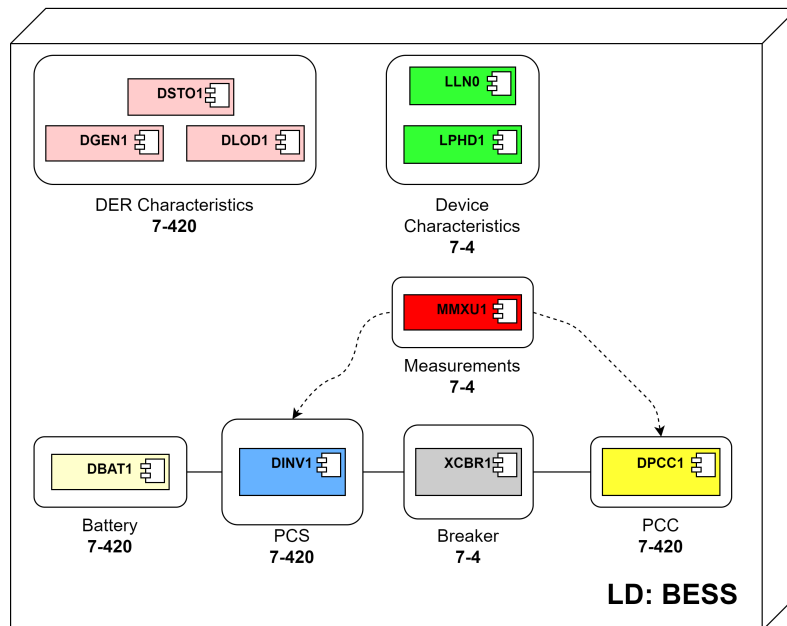 DSTO1
DGEN1
DLOD1
DER Characteristics
7-420
LLN0
LPHD1
Device
Characteristics
7-4
MMXU1
Measurements
7-4
DBAT1
Battery
7-420
DINV1
PCS
7-420
XCBR1
Breaker
7-4
DPCC1
PCC
7-420
LD: BESS